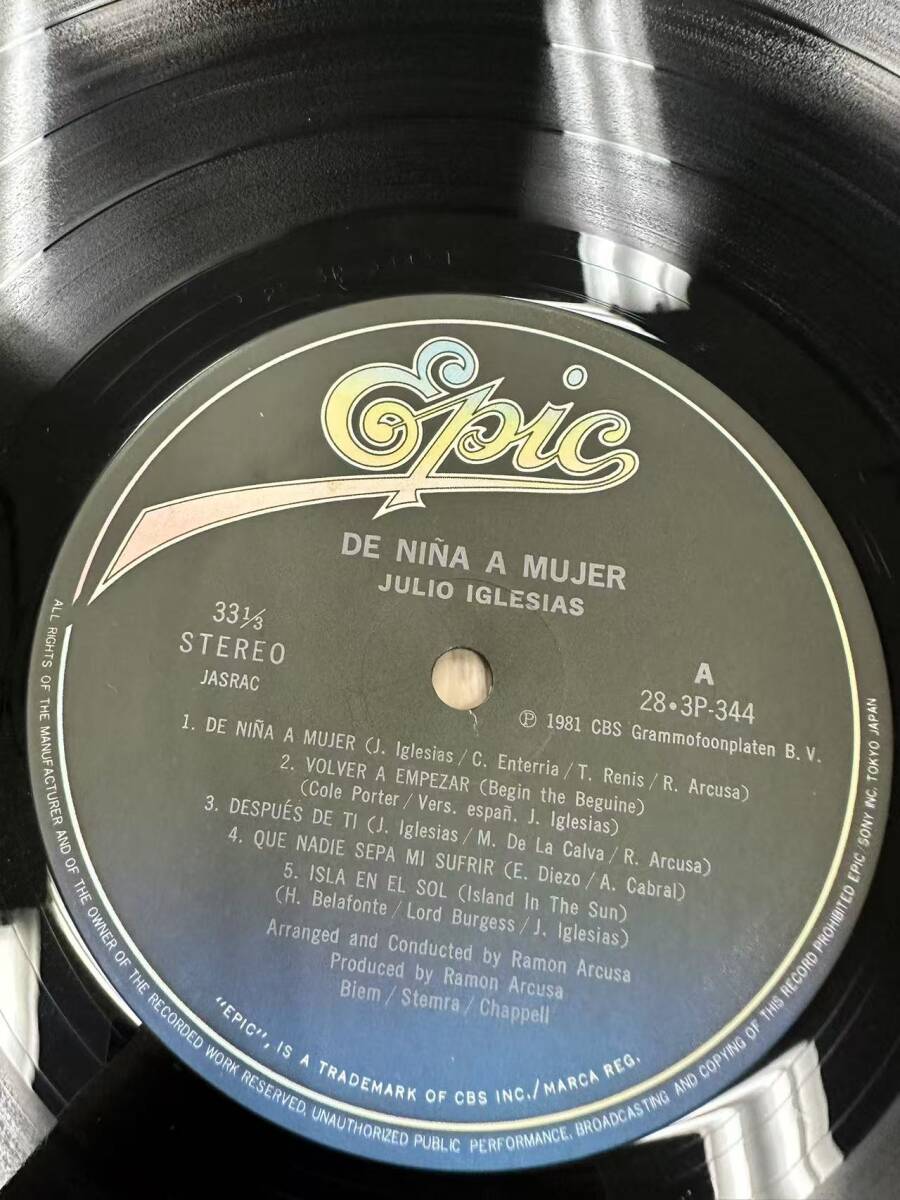 Epic
DE NIÑA A MUJER
JULIO IGLESIAS
33⅓
STEREO
JASRAC
A
28•3P-344
℗ 1981 CBS Grammofoonplaten B. V.
1. DE NIÑA A MUJER (J. Iglesias / C. Enterria / T. Renis / R. Arcusa)
2. VOLVER A EMPEZAR (Begin the Beguine)
(Cole Porter / Vers. españ. J. Iglesias)
3. DESPUÉS DE TI (J. Iglesias / M. De La Calva / R. Arcusa)
4. QUE NADIE SEPA MI SUFRIR (E. Diezo / A. Cabral)
5. ISLA EN EL SOL (Island In The Sun)
(H. Belafonte / Lord Burgess / J. Iglesias)
Arranged and Conducted by Ramon Arcusa
Produced by Ramon Arcusa
Biem / Stemra / Chappell
"EPIC", IS A TRADEMARK OF CBS INC./MARCA REG.
ALL RIGHTS OF THE MANUFACTURER AND OF THE OWNER OF THE RECORDED WORK RESERVED. UNAUTHORIZED PUBLIC PERFORMANCE, BROADCASTING AND COPYING OF THIS RECORD PROHIBITED EPIC/SONY INC. TOKYO JAPAN